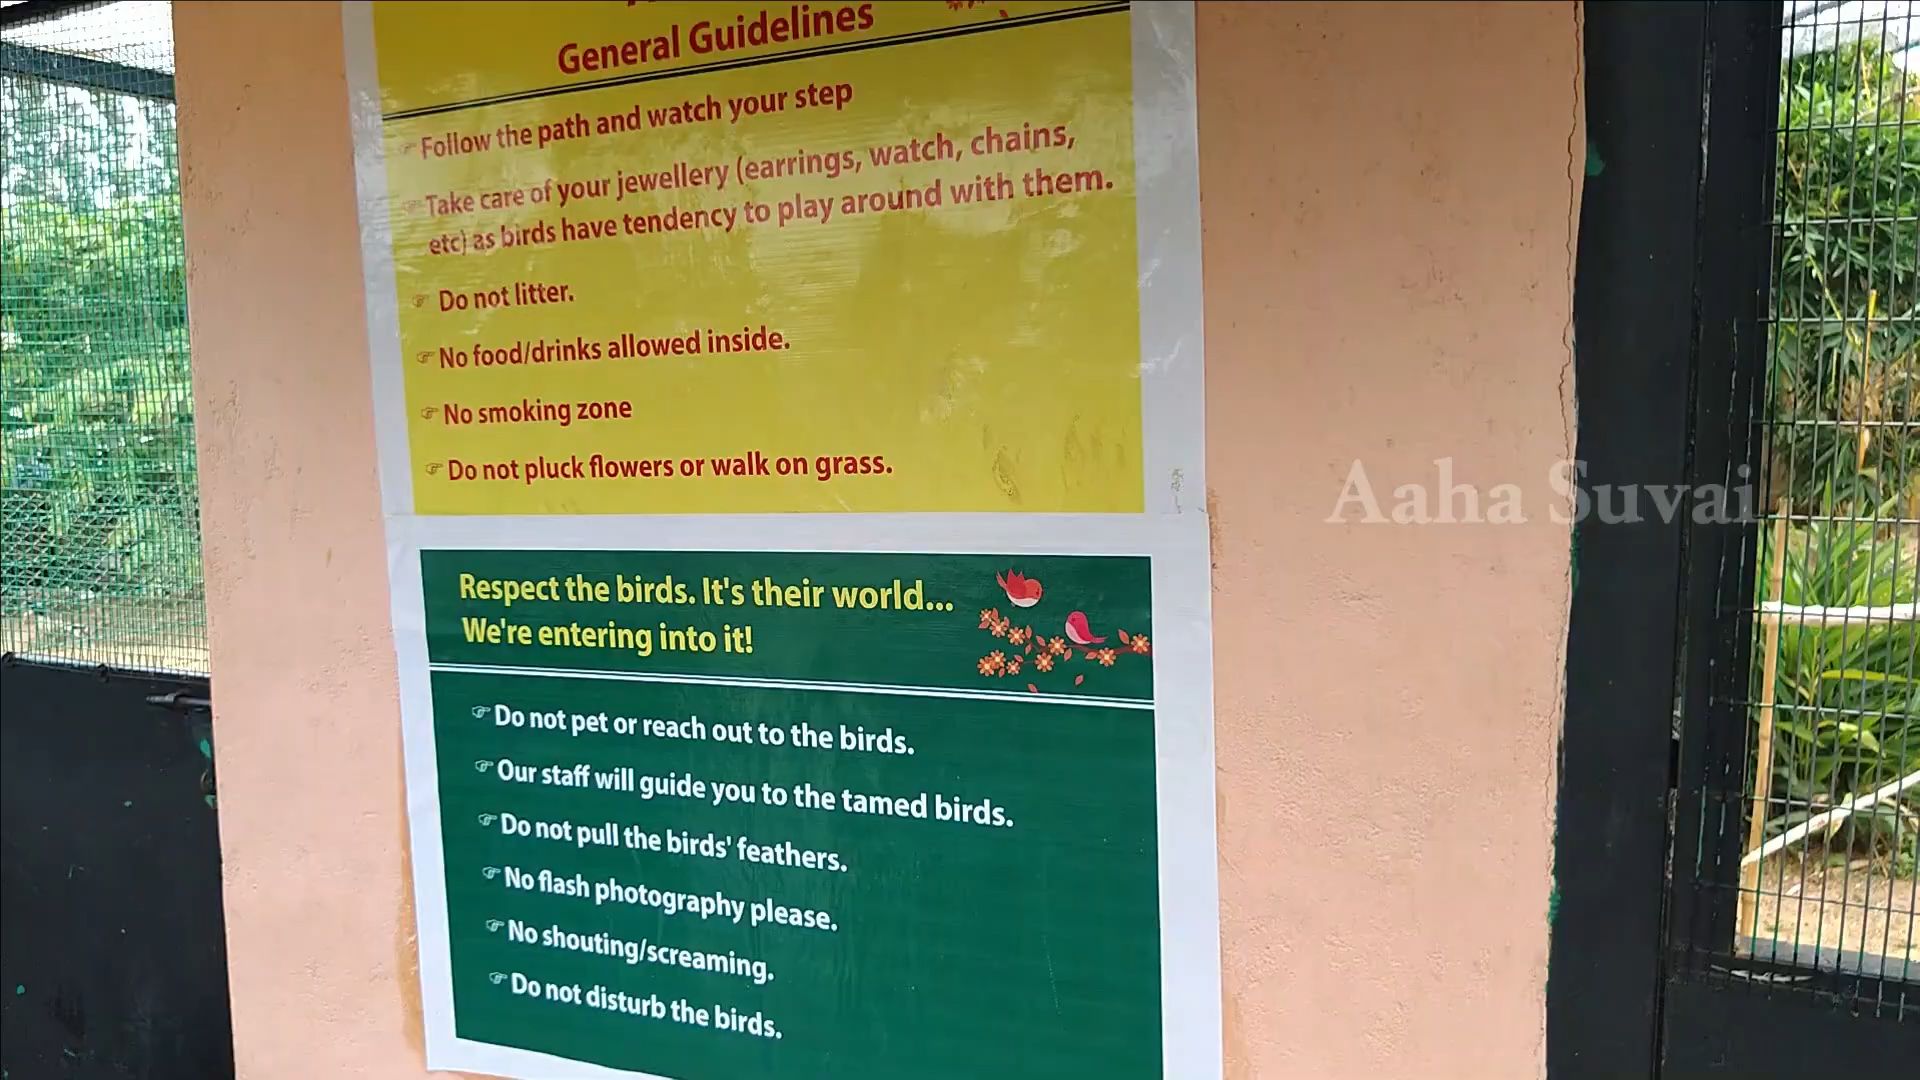 General Guidelines
Follow the path and watch your step
Take care of your jewellery (earrings, watch, chains,
etc) as birds have tendency to play around with them.
Do not litter.
No food/drinks allowed inside.
No smoking zone
Do not pluck flowers or walk on grass.
Aaha Suvai
Respect the birds. It's their world...
We're entering into it!
Do not pet or reach out to the birds.
Our staff will guide you to the tamed birds.
Do not pull the birds' feathers.
No flash photography please.
No shouting/screaming.
Do not disturb the birds.